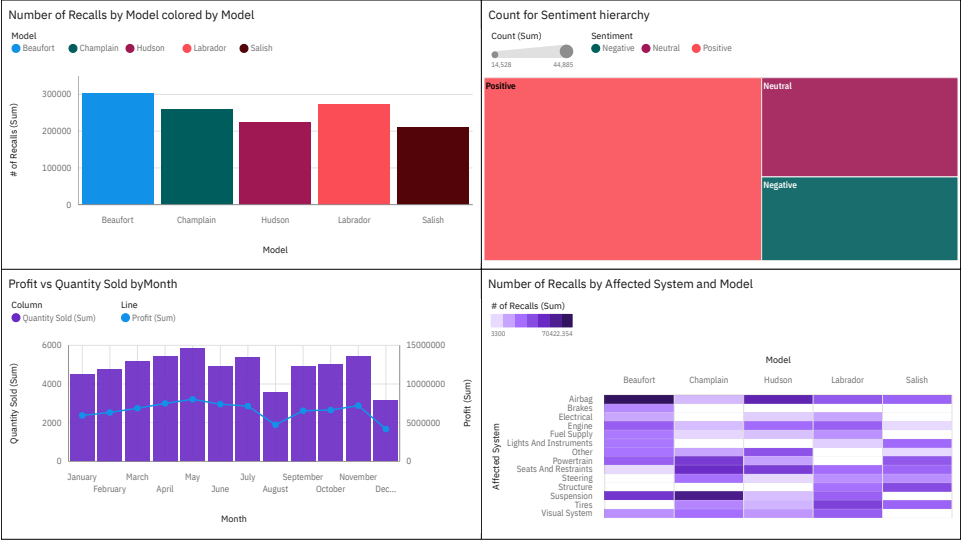 Number of Recalls by Model colored by Model
Model
Beaufort Champlain Hudson Labrador Salish
# of Recalls (Sum)
300000
200000
100000
0
Beaufort Champlain Hudson Labrador Salish
Model
Count for Sentiment hierarchy
Count (Sum) Sentiment
Negative Neutral Positive
14,528 44,885
Positive
Neutral
Negative
Profit vs Quantity Sold byMonth
Column Line
Quantity Sold (Sum) Profit (Sum)
Quantity Sold (Sum)
6000
4000
2000
0
15000000
10000000
5000000
0
Profit (Sum)
January March May July September November
February April June August October Dec...
Month
Number of Recalls by Affected System and Model
# of Recalls (Sum)
3300 70422,354
Model
Beaufort Champlain Hudson Labrador Salish
Affected System
Airbag
Brakes
Electrical
Engine
Fuel Supply
Lights And Instruments
Other
Powertrain
Seats And Restraints
Steering
Structure
Suspension
Tires
Visual System